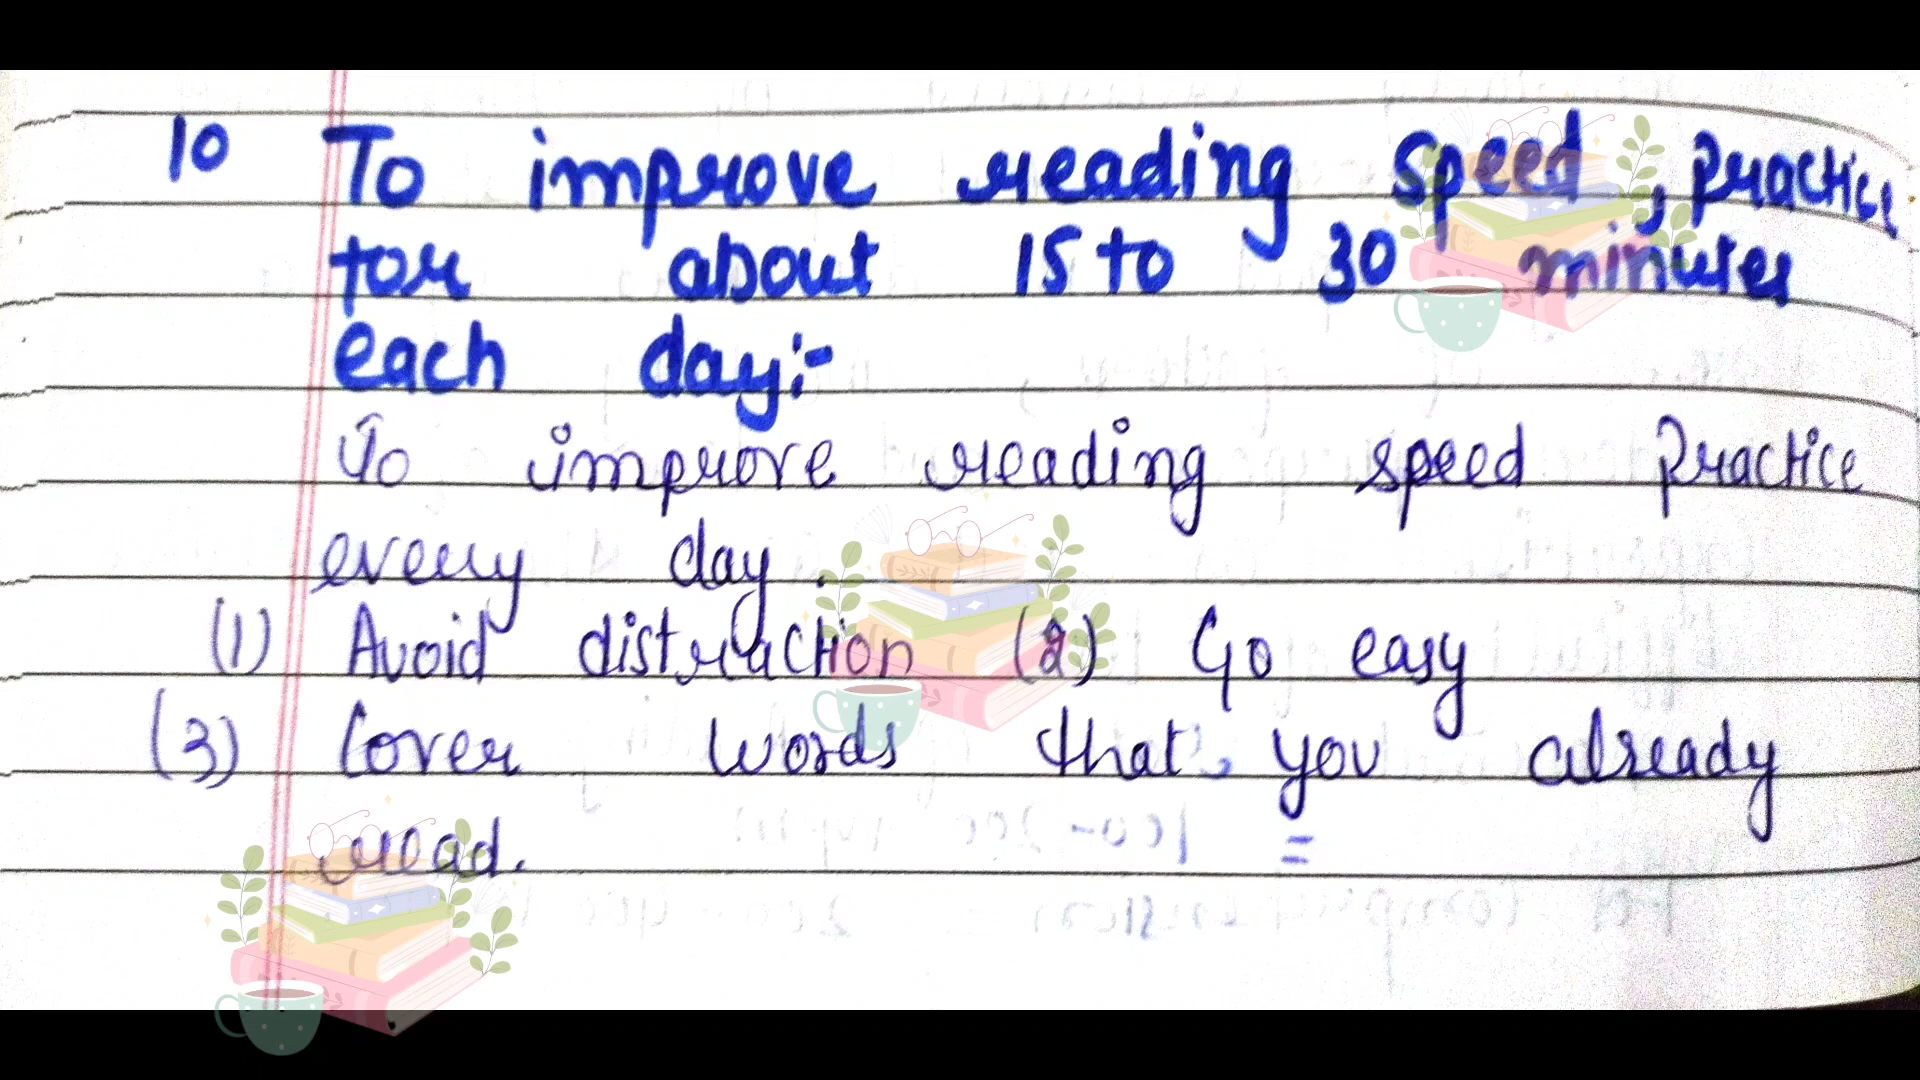 10 To improve reading speed, practice
for about 15 to 30 minutes
each day:-
To improve reading speed Practice
every day.
(1) Avoid distraction (2) Go easy
(3) Cover words that you already
read.